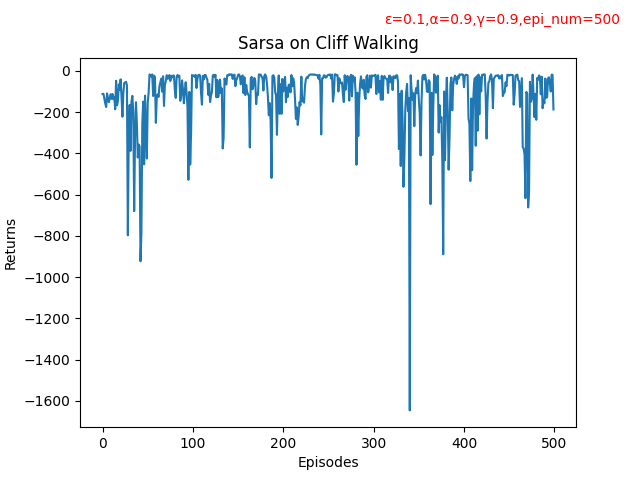 ε=0.1,α=0.9,γ=0.9,epi_num=500
Sarsa on Cliff Walking
0
−200
−400
−600
−800
−1000
−1200
−1400
−1600
Returns
0 100 200 300 400 500
Episodes